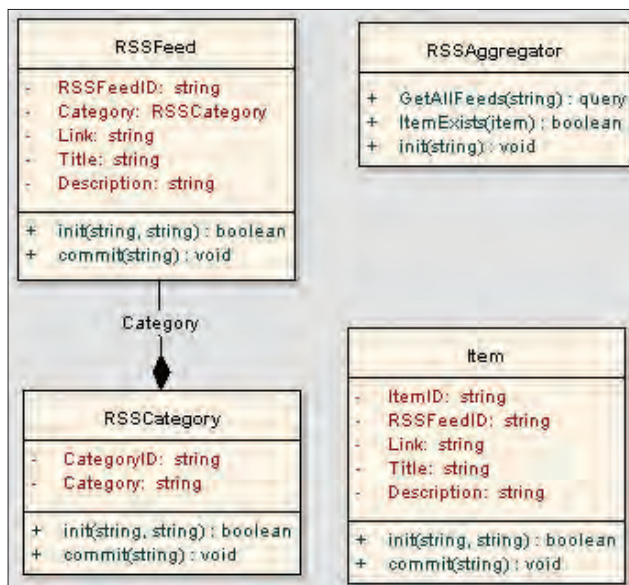 RSSFeed
- RSSFeedID: string
- Category: RSSCategory
- Link: string
- Title: string
- Description: string
+ init(string, string) : boolean
+ commit(string) : void
RSSAggregator
+ GetAllFeeds(string) : query
+ ItemExists(item) : boolean
+ init(string) : void
Category
RSSCategory
- CategoryID: string
- Category: string
+ init(string, string) : boolean
+ commit(string) : void
Item
- ItemID: string
- RSSFeedID: string
- Link: string
- Title: string
- Description: string
+ init(string, string) : boolean
+ commit(string) : void